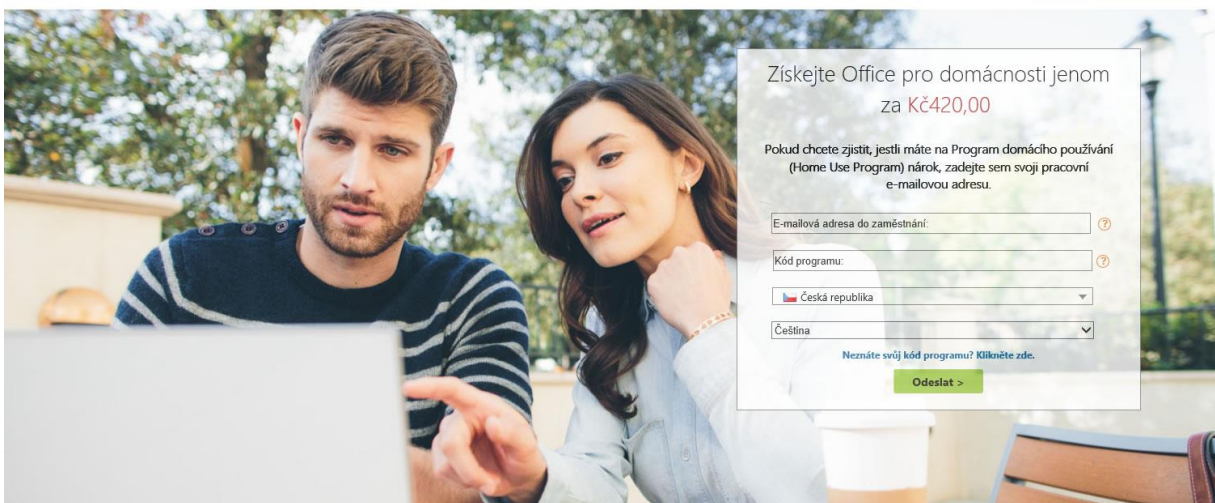 Získejte Office pro domácnosti jenom
za Kč420,00
Pokud chcete zjistit, jestli máte na Program domácího používání
(Home Use Program) nárok, zadejte sem svoji pracovní
e-mailovou adresu.
E-mailová adresa do zaměstnání:
?
Kód programu:
?
Česká republika
Čeština
Neznáte svůj kód programu? Klikněte zde.
Odeslat >